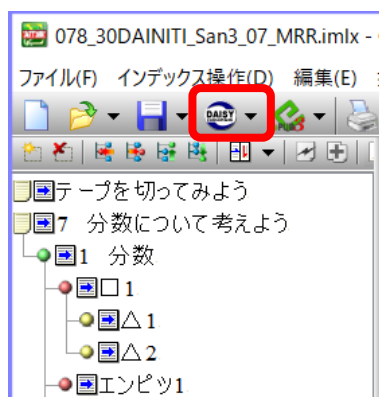 078_30DAINITI_San3_07_MRR.imlx -
ファイル(F) インデックス操作(D) 編集(E)
DAISY
テープを切ってみよう
7 分数について考えよう
1 分数
□ 1
△ 1
△ 2
エンピツ1